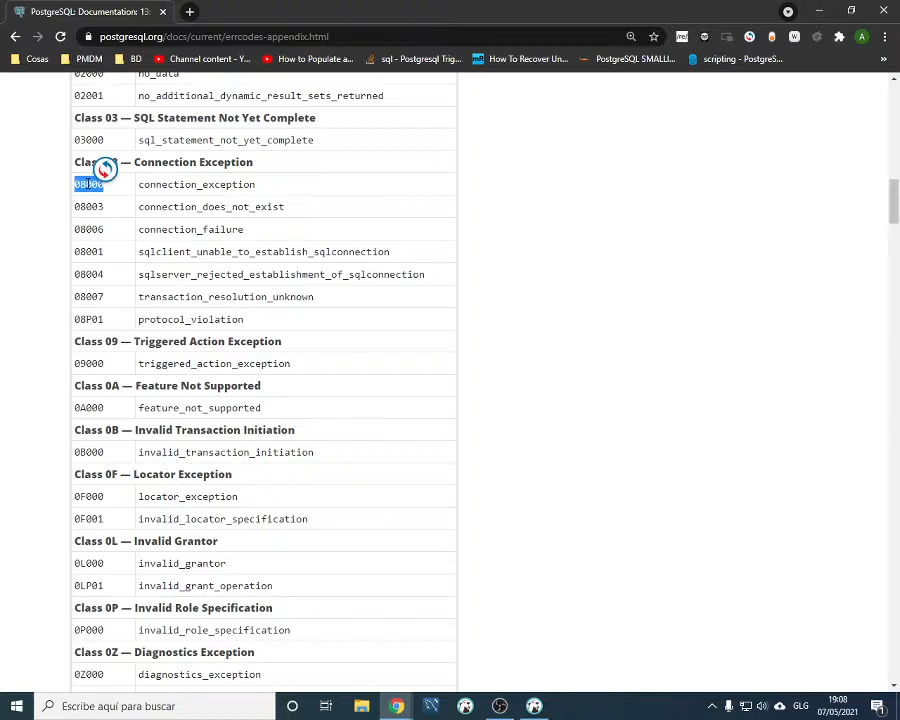 PostgreSQL: Documentation: 13:
postgresql.org/docs/current/errcodes-appendix.html
A
Cosas
PMDM
BD
Channel content - Y...
How to Populate a...
sql - Postgresql Trig...
How To Recover Un...
PostgreSQL SMALLI...
scripting - PostgreS...
02000 no_data
02001 no_additional_dynamic_result_sets_returned
Class 03 — SQL Statement Not Yet Complete
03000 sql_statement_not_yet_complete
Class 08 — Connection Exception
08000 connection_exception
08003 connection_does_not_exist
08006 connection_failure
08001 sqlclient_unable_to_establish_sqlconnection
08004 sqlserver_rejected_establishment_of_sqlconnection
08007 transaction_resolution_unknown
08P01 protocol_violation
Class 09 — Triggered Action Exception
09000 triggered_action_exception
Class 0A — Feature Not Supported
0A000 feature_not_supported
Class 0B — Invalid Transaction Initiation
0B000 invalid_transaction_initiation
Class 0F — Locator Exception
0F000 locator_exception
0F001 invalid_locator_specification
Class 0L — Invalid Grantor
0L000 invalid_grantor
0LP01 invalid_grant_operation
Class 0P — Invalid Role Specification
0P000 invalid_role_specification
Class 0Z — Diagnostics Exception
0Z000 diagnostics_exception
Escribe aquí para buscar
GLG
19:08
07/05/2021